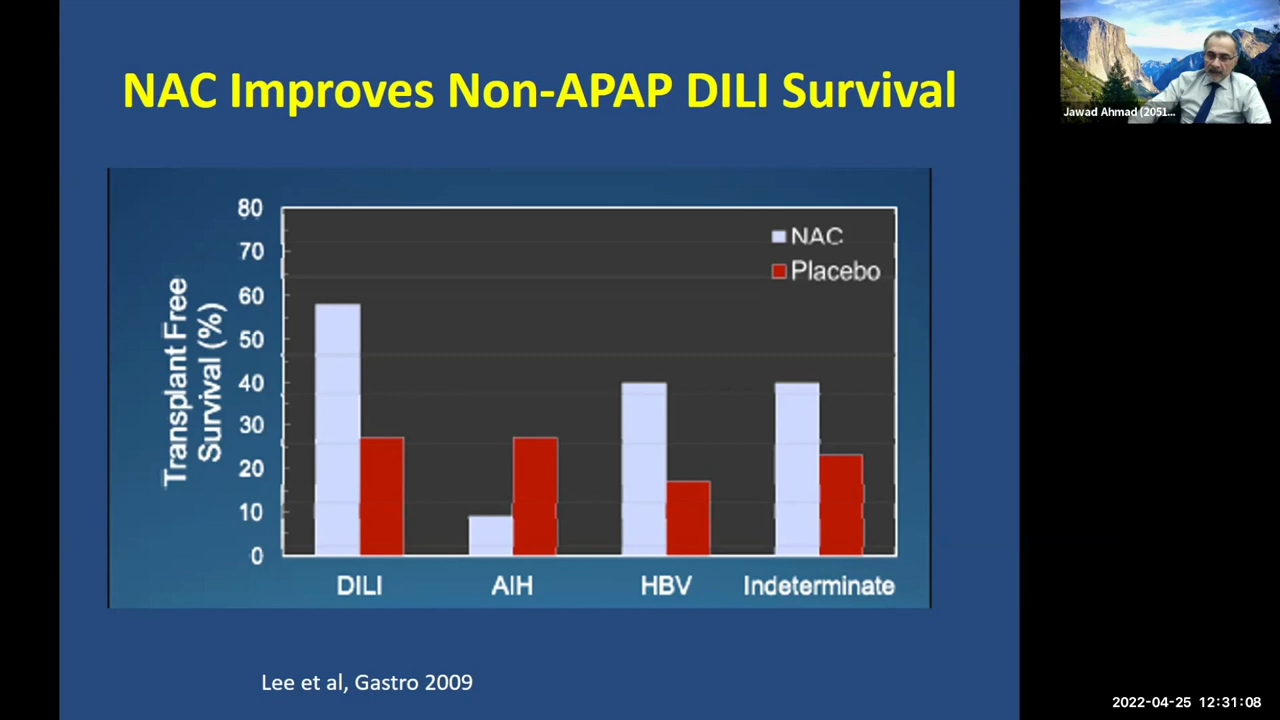 NAC Improves Non-APAP DILI Survival
Jawad Ahmad (2051...
80
70
60
50
40
30
20
10
0
Transplant Free
Survival (%)
NAC
Placebo
DILI
AIH
HBV
Indeterminate
Lee et al, Gastro 2009
2022-04-25 12:31:08